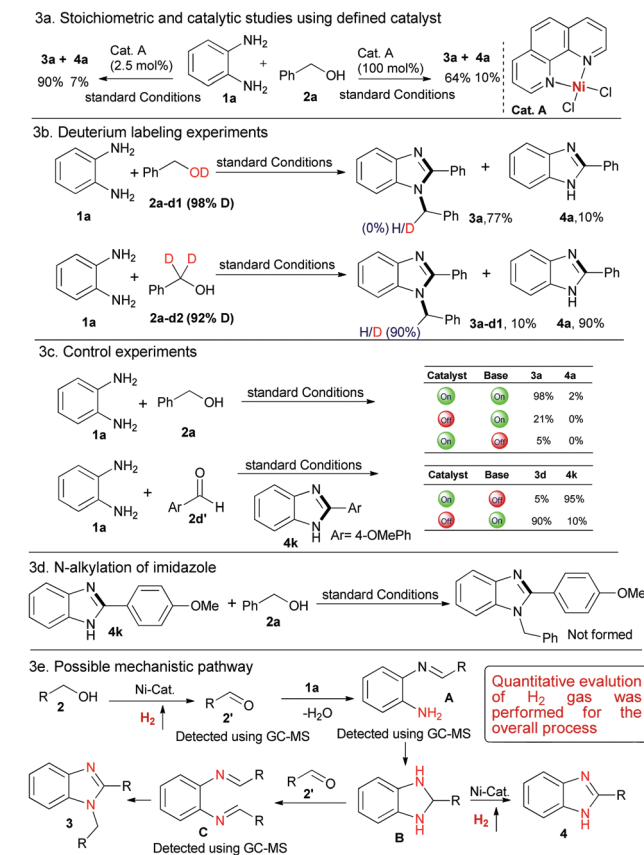 3a. Stoichiometric and catalytic studies using defined catalyst
3a + 4a
90% 7%
Cat. A
(2.5 mol%)
standard Conditions
NH2
NH2
1a
+
Ph OH
2a
Cat. A
(100 mol%)
standard Conditions
3a + 4a
64% 10%
N
N
Ni
Cl
Cl
Cat. A
3b. Deuterium labeling experiments
NH2
NH2
1a
+ Ph OD
2a-d1 (98% D)
standard Conditions
N
N
Ph
(0%) H/D
Ph
3a,77%
+
N
N
H
Ph
4a,10%
NH2
NH2
1a
+
D D
Ph OH
2a-d2 (92% D)
standard Conditions
N
N
Ph
Ph
H/D (90%)
3a-d1, 10%
+
N
N
H
Ph
4a, 90%
3c. Control experiments
NH2
NH2
1a
+ Ph OH
2a
standard Conditions
Catalyst Base 3a 4a
On On 98% 2%
Off On 21% 0%
On Off 5% 0%
NH2
NH2
1a
+
O
Ar H
2d'
standard Conditions
N
N
H
Ar
4k Ar= 4-OMePh
Catalyst Base 3d 4k
On Off 5% 95%
Off On 90% 10%
3d. N-alkylation of imidazole
N
N
H
4k
OMe
+ Ph OH
2a
standard Conditions
N
N
OMe
Ph
Not formed
3e. Possible mechanistic pathway
R OH
2
Ni-Cat.
H2
R O
2'
Detected using GC-MS
1a
-H2O
N R
NH2
A
Detected using GC-MS
Quantitative evalution
of H2 gas was
performed for the
overall process
N
N
R
3
R
N R
N R
C
Detected using GC-MS
R O
2'
H
N
N
H
R
B
Ni-Cat.
H2
N
N
H
R
4